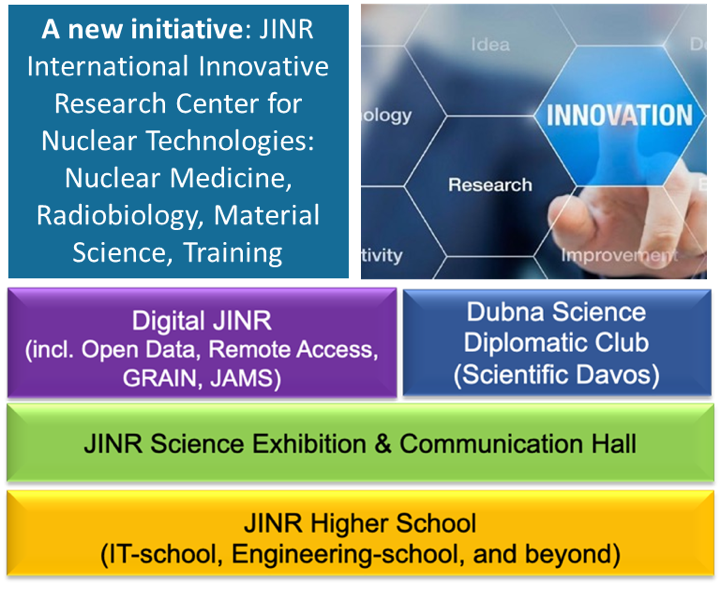 A new initiative: JINR
International Innovative
Research Center for
Nuclear Technologies:
Nuclear Medicine,
Radiobiology, Material
Science, Training
Idea
ology
INNOVATION
Research
tivity
Improvement
Digital JINR
(incl. Open Data, Remote Access,
GRAIN, JAMS)
Dubna Science
Diplomatic Club
(Scientific Davos)
JINR Science Exhibition & Communication Hall
JINR Higher School
(IT-school, Engineering-school, and beyond)